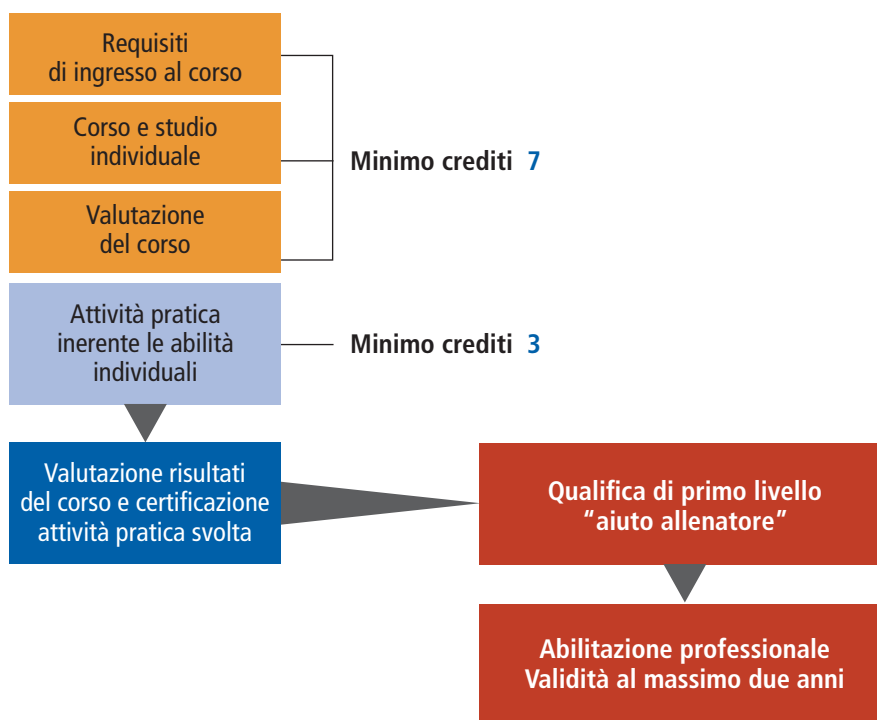 Requisiti
di ingresso al corso
Corso e studio
individuale
Minimo crediti 7
Valutazione
del corso
Attività pratica
inerente le abilità
individuali
Minimo crediti 3
Valutazione risultati
del corso e certificazione
attività pratica svolta
Qualifica di primo livello
“aiuto allenatore”
Abilitazione professionale
Validità al massimo due anni